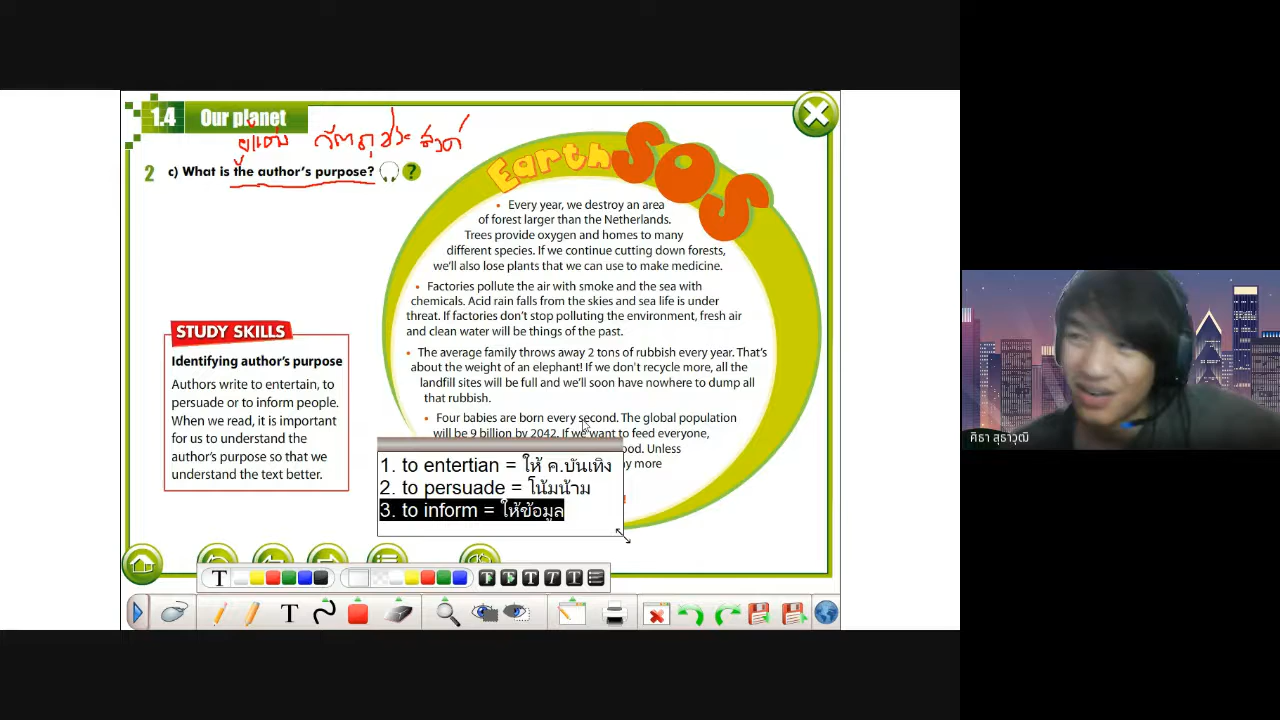 1.4 Our planet
ผู้แต่ง วัตถุประสงค์
2 c) What is the author's purpose? ?
Earth SOS
• Every year, we destroy an area
of forest larger than the Netherlands.
Trees provide oxygen and homes to many
different species. If we continue cutting down forests,
we'll also lose plants that we can use to make medicine.
• Factories pollute the air with smoke and the sea with
chemicals. Acid rain falls from the skies and sea life is under
threat. If factories don't stop polluting the environment, fresh air
and clean water will be things of the past.
• The average family throws away 2 tons of rubbish every year. That's
about the weight of an elephant! If we don't recycle more, all the
landfill sites will be full and we'll soon have nowhere to dump all
that rubbish.
• Four babies are born every second. The global population
will be 9 billion by 2042. If we want to feed everyone,
ood. Unless
y more
STUDY SKILLS
Identifying author's purpose
Authors write to entertain, to
persuade or to inform people.
When we read, it is important
for us to understand the
author's purpose so that we
understand the text better.
1. to entertian = ให้ ค.บันเทิง
2. to persuade = โน้มน้าม
3. to inform = ให้ข้อมูล
T
T T T T T
T
ศิธา สุธาวุฒิ